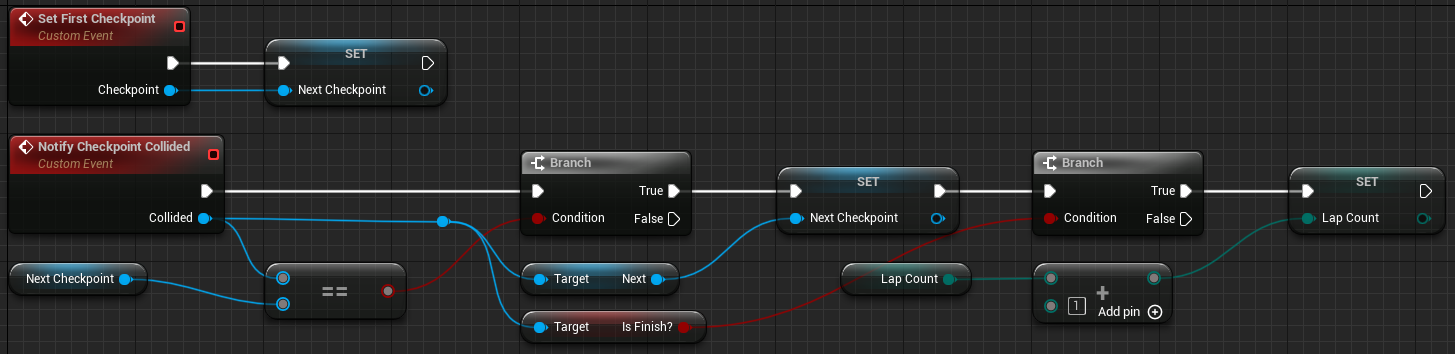 Set First Checkpoint
Custom Event
SET
Checkpoint
Next Checkpoint
Notify Checkpoint Collided
Custom Event
Branch
SET
Branch
SET
True
True
Collided
Condition
False
Next Checkpoint
Condition
False
Lap Count
Next Checkpoint
==
Target
Next
Lap Count
+
1
Add pin
Target
Is Finish?